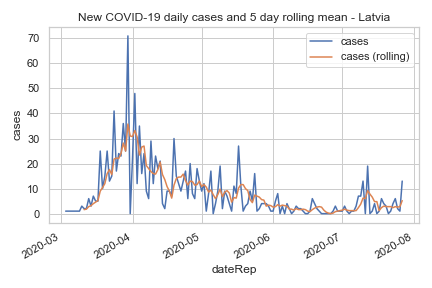 New COVID-19 daily cases and 5 day rolling mean - Latvia
cases
cases (rolling)
cases
70
60
50
40
30
20
10
0
2020-03
2020-04
2020-05
2020-06
2020-07
2020-08
dateRep